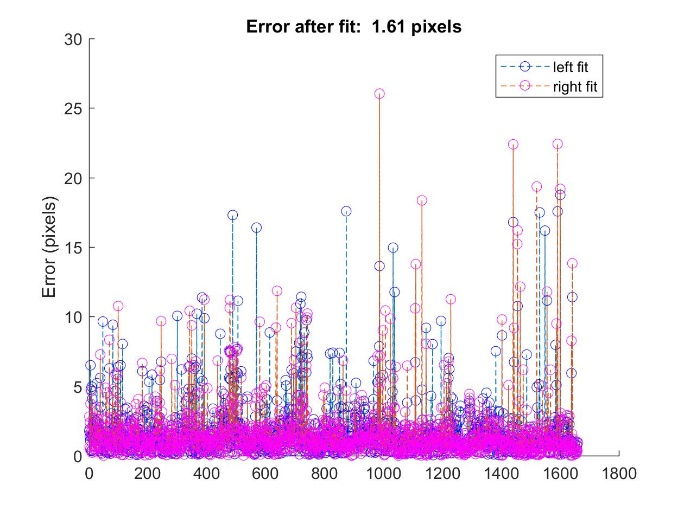 Error after fit: 1.61 pixels
30
25
20
15
10
5
0
Error (pixels)
left fit
right fit
0 200 400 600 800 1000 1200 1400 1600 1800